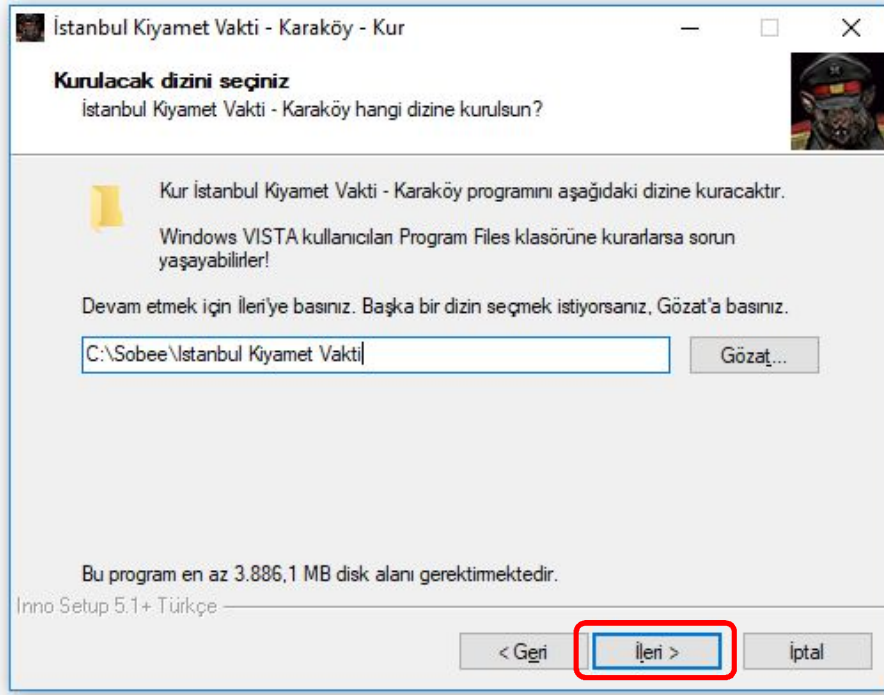 İstanbul Kiyamet Vakti - Karaköy - Kur
Kurulacak dizini seçiniz
İstanbul Kiyamet Vakti - Karaköy hangi dizine kurulsun?
Kur İstanbul Kiyamet Vakti - Karaköy programını aşağıdaki dizine kuracaktır.
Windows VISTA kullanıcıları Program Files klasörüne kurarlarsa sorun
yaşayabilirler!
Devam etmek için İleri'ye basınız. Başka bir dizin seçmek istiyorsanız, Gözat'a basınız.
C:\Sobee\Istanbul Kiyamet Vakti
Gözat...
Bu program en az 3.886,1 MB disk alanı gerektirmektedir.
Inno Setup 5.1+ Türkçe
< Geri
İleri >
İptal